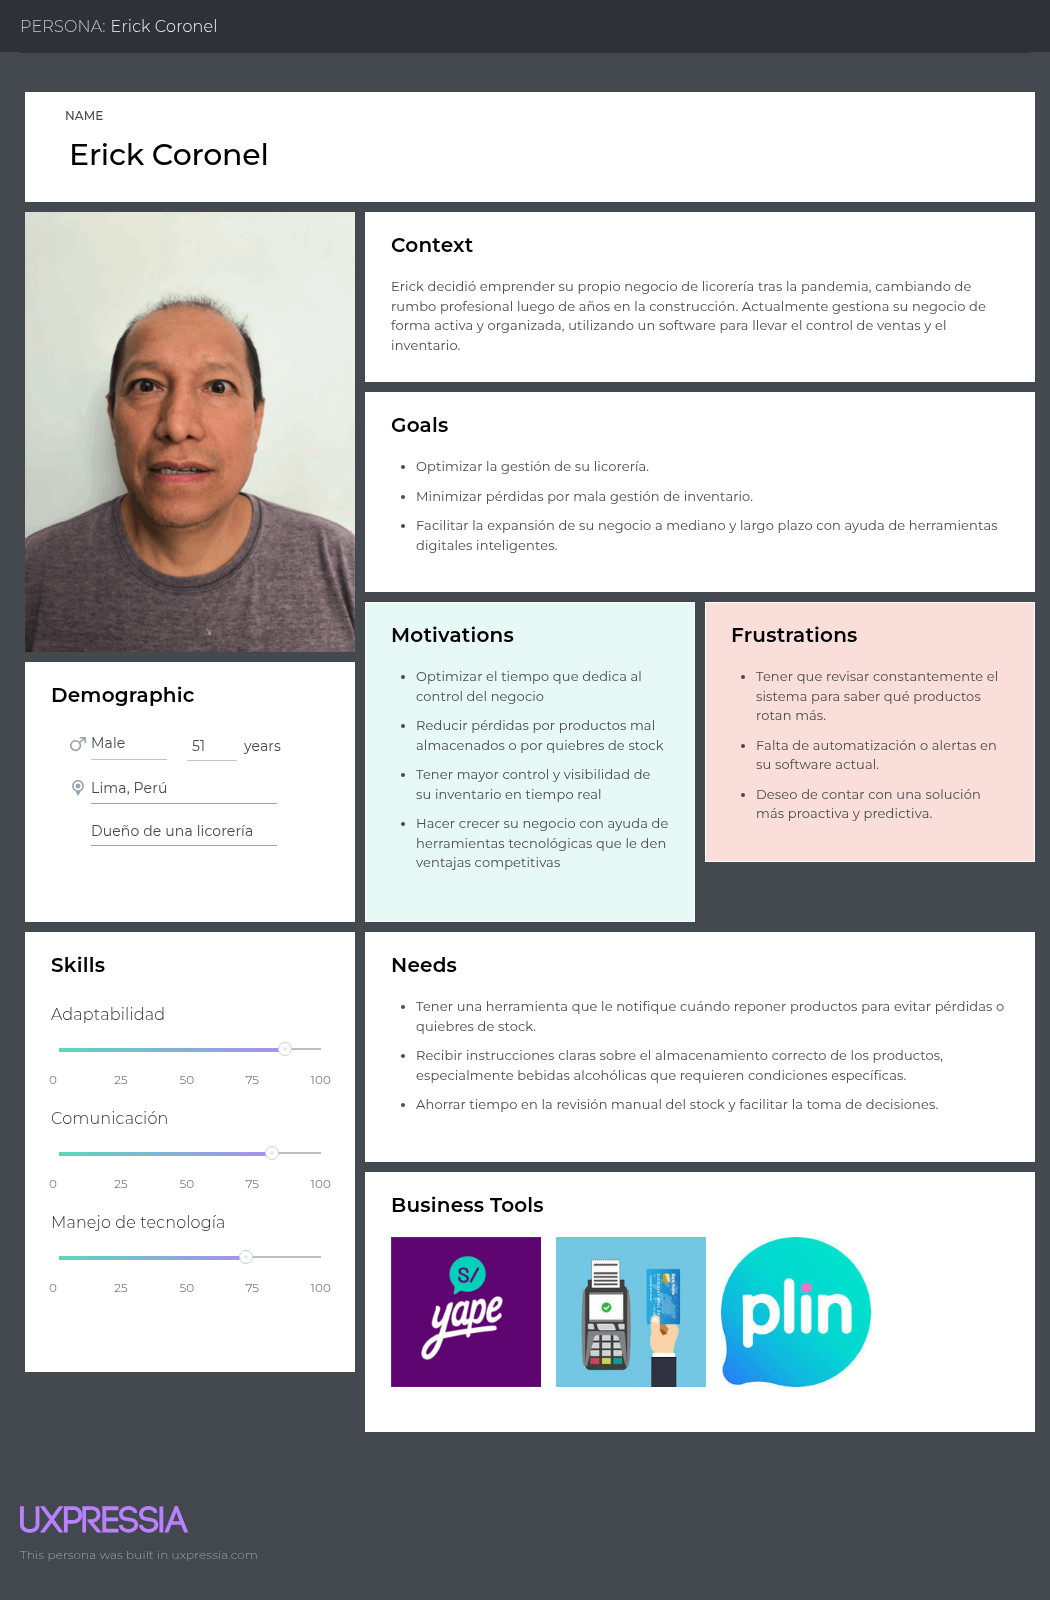 PERSONA: Erick Coronel
NAME
Erick Coronel
Context
Erick decidió emprender su propio negocio de licorería tras la pandemia, cambiando de
rumbo profesional luego de años en la construcción. Actualmente gestiona su negocio de
forma activa y organizada, utilizando un software para llevar el control de ventas y el
inventario.
Goals
Optimizar la gestión de su licorería.
Minimizar pérdidas por mala gestión de inventario.
Facilitar la expansión de su negocio a mediano y largo plazo con ayuda de herramientas
digitales inteligentes.
Demographic
Male 51 years
Lima, Perú
Dueño de una licorería
Motivations
Optimizar el tiempo que dedica al
control del negocio
Reducir pérdidas por productos mal
almacenados o por quiebres de stock
Tener mayor control y visibilidad de
su inventario en tiempo real
Hacer crecer su negocio con ayuda de
herramientas tecnológicas que le den
ventajas competitivas
Frustrations
Tener que revisar constantemente el
sistema para saber qué productos
rotan más.
Falta de automatización o alertas en
su software actual.
Deseo de contar con una solución
más proactiva y predictiva.
Skills
Adaptabilidad
0 25 50 75 100
Comunicación
0 25 50 75 100
Manejo de tecnología
0 25 50 75 100
Needs
Tener una herramienta que le notifique cuándo reponer productos para evitar pérdidas o
quiebres de stock.
Recibir instrucciones claras sobre el almacenamiento correcto de los productos,
especialmente bebidas alcohólicas que requieren condiciones específicas.
Ahorrar tiempo en la revisión manual del stock y facilitar la toma de decisiones.
Business Tools
S/
yape
plin
UXPRESSIA
This persona was built in uxpressia.com